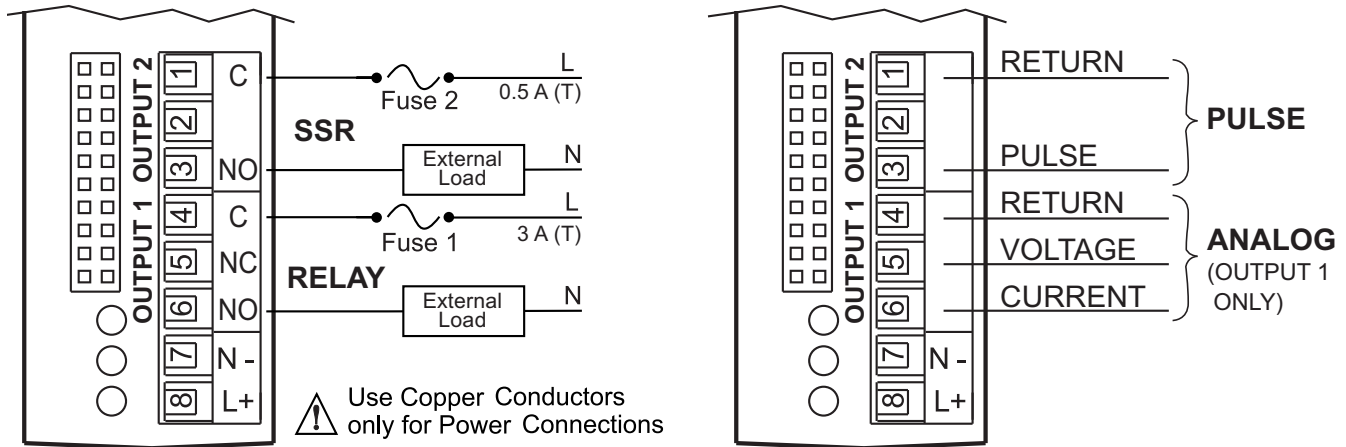 OUTPUT 2
OUTPUT 1
1 C
2
3 NO
4 C
5 NC
6 NO
7 N -
8 L+
Fuse 2
L
0.5 A (T)
SSR
External
Load
N
Fuse 1
L
3 A (T)
RELAY
External
Load
N
Use Copper Conductors
only for Power Connections
OUTPUT 2
OUTPUT 1
1
2
3
4
5
6
7 N -
8 L+
RETURN
PULSE
PULSE
RETURN
VOLTAGE
CURRENT
ANALOG
(OUTPUT 1
ONLY)